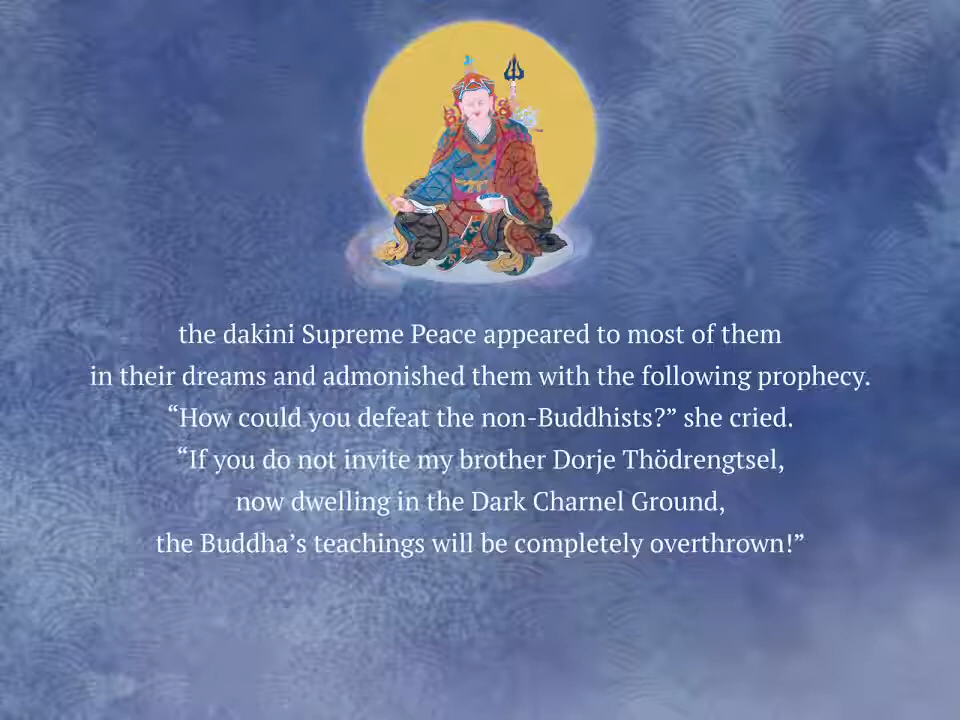 the dakini Supreme Peace appeared to most of them
in their dreams and admonished them with the following prophecy.
“How could you defeat the non-Buddhists?” she cried.
“If you do not invite my brother Dorje Thödrengtsel,
now dwelling in the Dark Charnel Ground,
the Buddha’s teachings will be completely overthrown!”